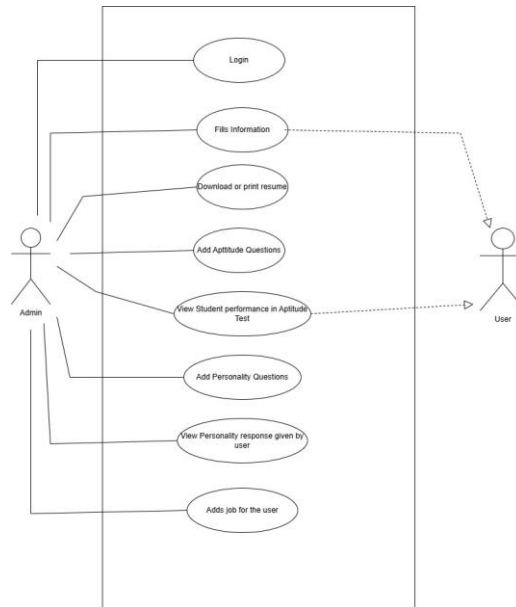 Login
Fills Information
Download or print resume
Add Apttitude Questions
View Student performance in Aptitude
Test
Admin
User
Add Personality Questions
View Personality response given by
user
Adds job for the user